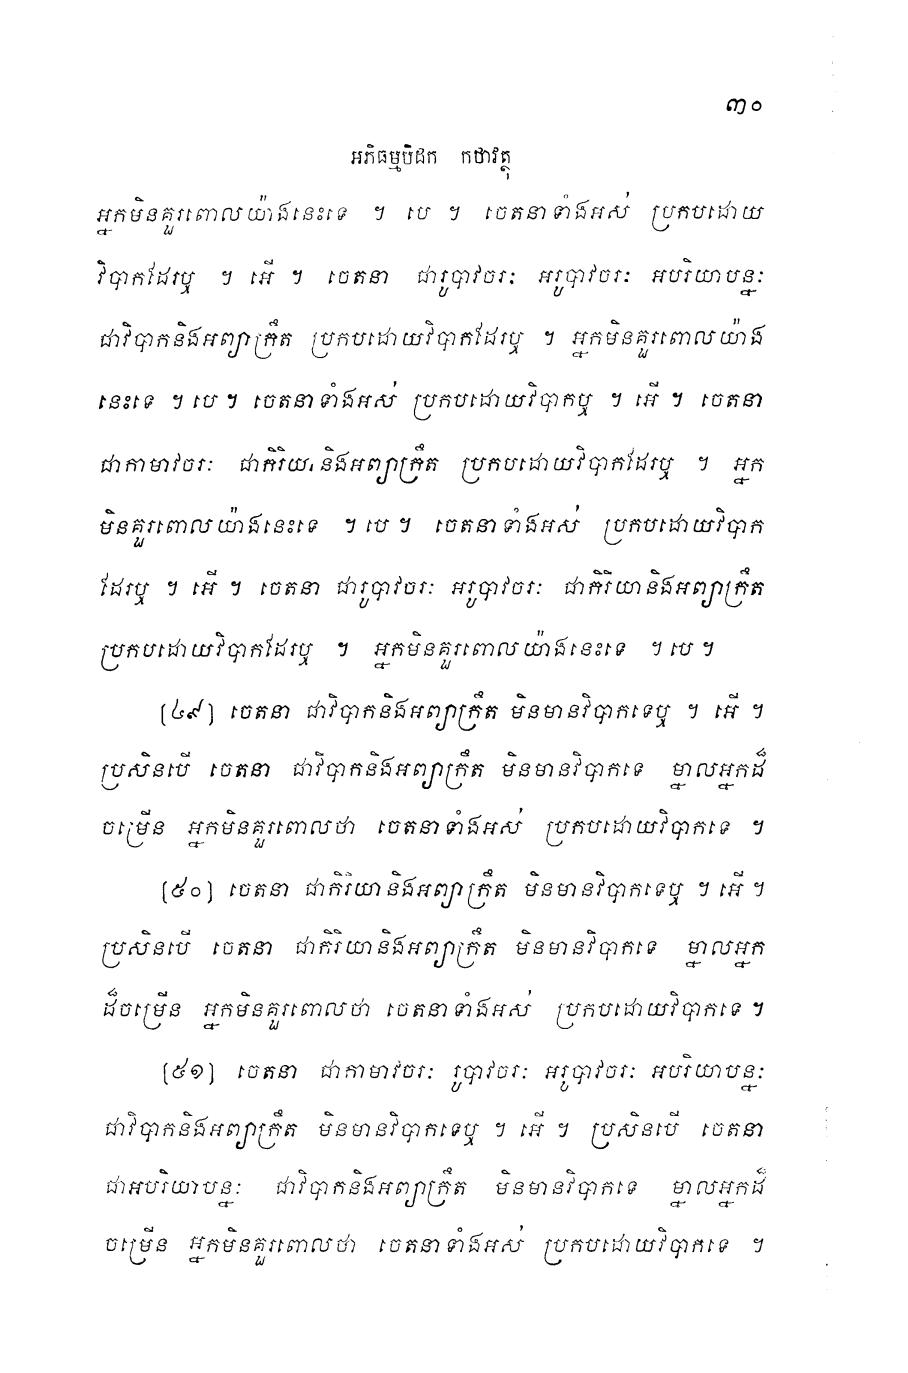 ៣០
អភិធម្មបិដក កថាវត្ថុ
អ្នកមិនគួរពោលយ៉ាងនេះទេ ។ បេ ។ ចេតនាទាំងអស់ ប្រកបដោយ
វិបាកដែរឬ ។ អើ ។ ចេតនា ជារូបាវចរៈ អរូបាវចរៈ អបរិយាបន្នៈ
ជាវិបាកនិងអព្យាក្រឹត ប្រកបដោយវិបាកដែរឬ ។ អ្នកមិនគួរពោលយ៉ាង
នេះទេ ។ បេ ។ ចេតនាទាំងអស់ ប្រកបដោយវិបាកឬ ។ អើ ។ ចេតនា
ជាកាមាវចរៈ ជាកិរិយានិងអព្យាក្រឹត ប្រកបដោយវិបាកដែរឬ ។ អ្នក
មិនគួរពោលយ៉ាងនេះទេ ។ បេ ។ ចេតនាទាំងអស់ ប្រកបដោយវិបាក
ដែរឬ ។ អើ ។ ចេតនា ជារូបាវចរៈ អរូបាវចរៈ ជាកិរិយានិងអព្យាក្រឹត
ប្រកបដោយវិបាកដែរឬ ។ អ្នកមិនគួរពោលយ៉ាងនេះទេ ។ បេ ។
(៤៩) ចេតនា ជាវិបាកនិងអព្យាក្រឹត មិនមានវិបាកទេឬ ។ អើ ។
ប្រសិនបើ ចេតនា ជាវិបាកនិងអព្យាក្រឹត មិនមានវិបាកទេ ម្នាលអ្នកដ៏
ចម្រើន អ្នកមិនគួរពោលថា ចេតនាទាំងអស់ ប្រកបដោយវិបាកទេ ។
(៥០) ចេតនា ជាកិរិយានិងអព្យាក្រឹត មិនមានវិបាកទេឬ ។ អើ ។
ប្រសិនបើ ចេតនា ជាកិរិយានិងអព្យាក្រឹត មិនមានវិបាកទេ ម្នាលអ្នក
ដ៏ចម្រើន អ្នកមិនគួរពោលថា ចេតនាទាំងអស់ ប្រកបដោយវិបាកទេ ។
(៥១) ចេតនា ជាកាមាវចរៈ រូបាវចរៈ អរូបាវចរៈ អបរិយាបន្នៈ
ជាវិបាកនិងអព្យាក្រឹត មិនមានវិបាកទេឬ ។ អើ ។ ប្រសិនបើ ចេតនា
ជាអបរិយាបន្នៈ ជាវិបាកនិងអព្យាក្រឹត មិនមានវិបាកទេ ម្នាលអ្នកដ៏
ចម្រើន អ្នកមិនគួរពោលថា ចេតនាទាំងអស់ ប្រកបដោយវិបាកទេ ។